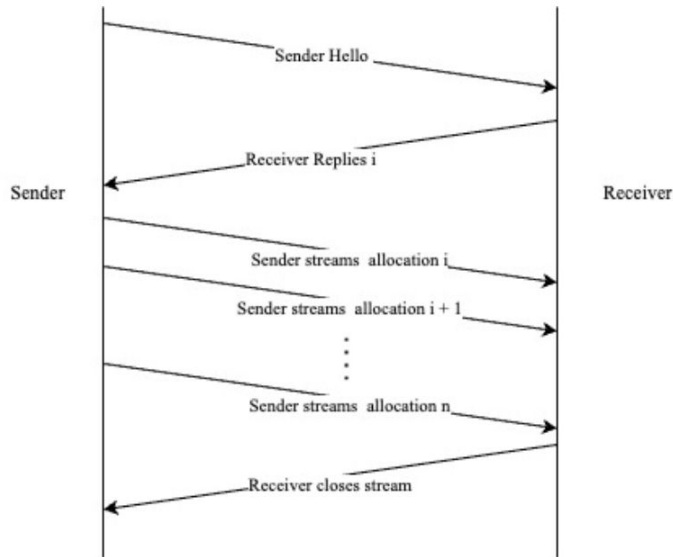 Sender Hello
Receiver Replies i
Sender
Receiver
Sender streams allocation i
Sender streams allocation i + 1
Sender streams allocation n
Receiver closes stream